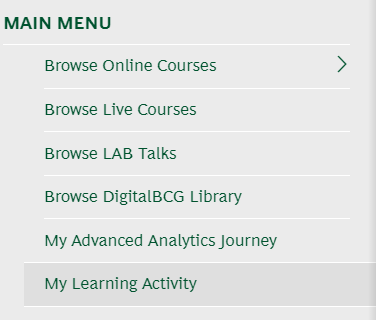 MAIN MENU
Browse Online Courses
Browse Live Courses
Browse LAB Talks
Browse DigitalBCG Library
My Advanced Analytics Journey
My Learning Activity